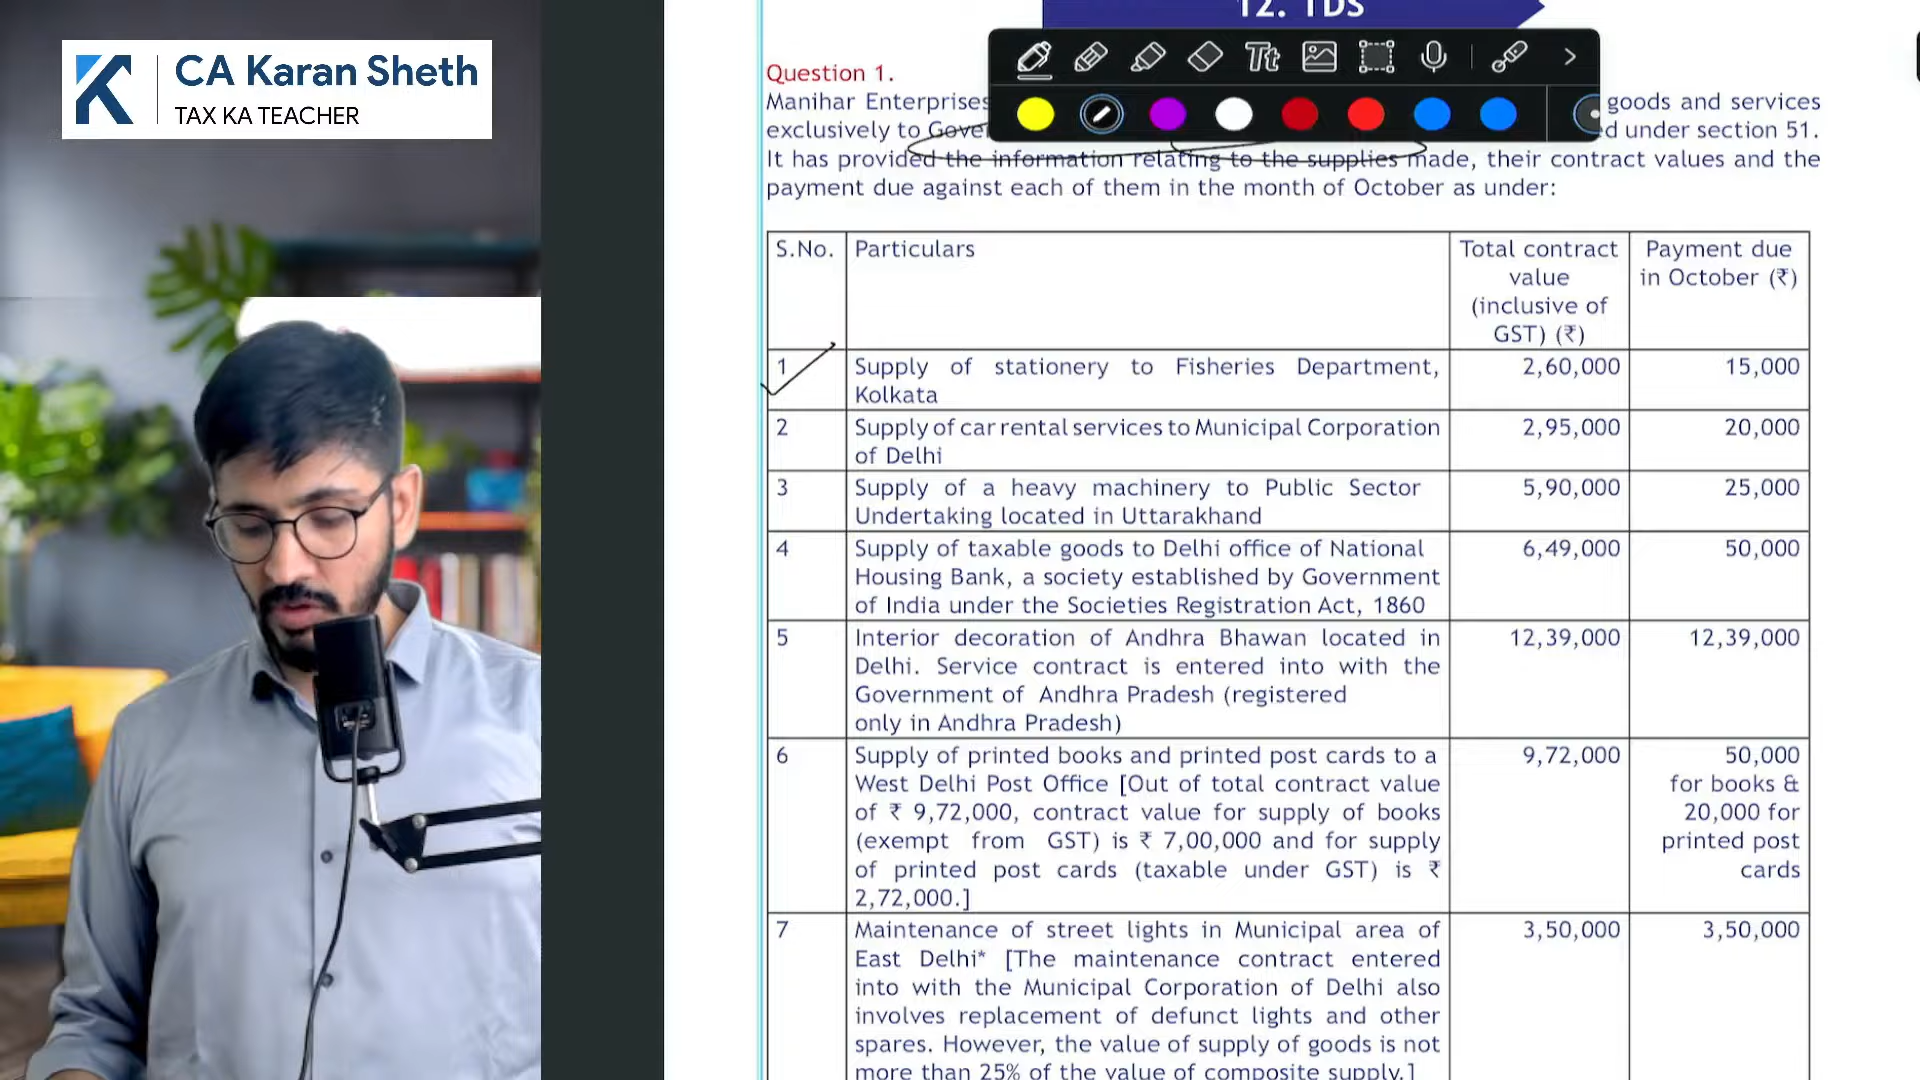 CA Karan Sheth
TAX KA TEACHER
12. TDS
Question 1.
Manihar Enterprises goods and services
exclusively to under section 51.
It has provided the information relating to the supplies made, their contract values and the
payment due against each of them in the month of October as under:
S.No. Particulars Total contract value (inclusive of GST) (₹) Payment due in October (₹)
1 Supply of stationery to Fisheries Department, 2,60,000 15,000
Kolkata
2 Supply of car rental services to Municipal Corporation 2,95,000 20,000
of Delhi
3 Supply of a heavy machinery to Public Sector 5,90,000 25,000
Undertaking located in Uttarakhand
4 Supply of taxable goods to Delhi office of National 6,49,000 50,000
Housing Bank, a society established by Government
of India under the Societies Registration Act, 1860
5 Interior decoration of Andhra Bhawan located in 12,39,000 12,39,000
Delhi. Service contract is entered into with the
Government of Andhra Pradesh (registered
only in Andhra Pradesh)
6 Supply of printed books and printed post cards to a 9,72,000 50,000
West Delhi Post Office [Out of total contract value for books &
of ₹ 9,72,000, contract value for supply of books 20,000 for
(exempt from GST) is ₹ 7,00,000 and for supply printed post
of printed post cards (taxable under GST) is ₹ cards
2,72,000.]
7 Maintenance of street lights in Municipal area of 3,50,000 3,50,000
East Delhi* [The maintenance contract entered
into with the Municipal Corporation of Delhi also
involves replacement of defunct lights and other
spares. However, the value of supply of goods is not
more than 25% of the value of composite supply.]